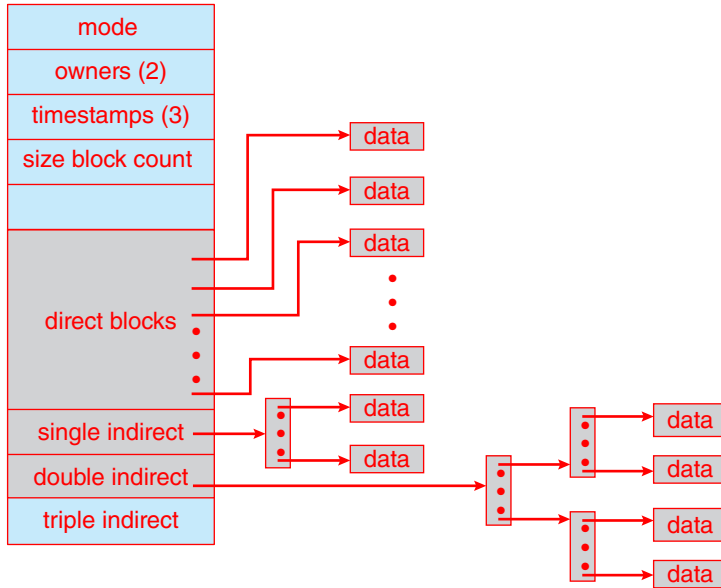 mode
owners (2)
timestamps (3)
size block count
data
data
data
direct blocks
data
single indirect
data
data
double indirect
triple indirect
data
data
data
data